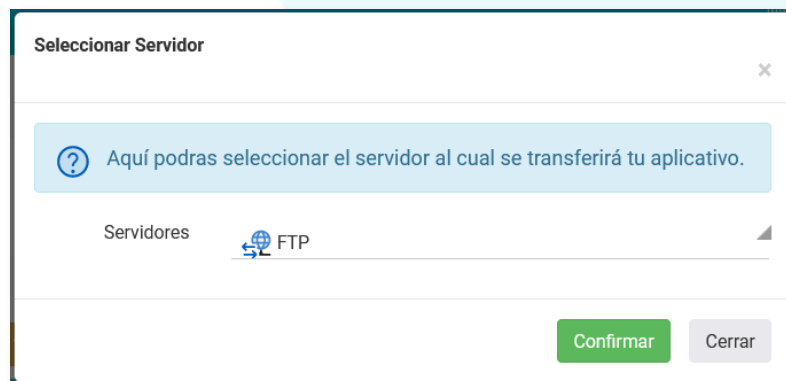 Seleccionar Servidor
×
Aquí podras seleccionar el servidor al cual se transferirá tu aplicativo.
Servidores
FTP
Confirmar
Cerrar